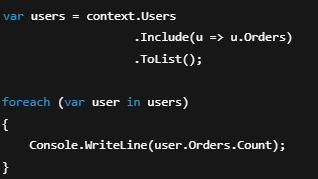 var users = context.Users
.Include(u => u.Orders)
.ToList();
foreach (var user in users)
{
Console.WriteLine(user.Orders.Count);
}